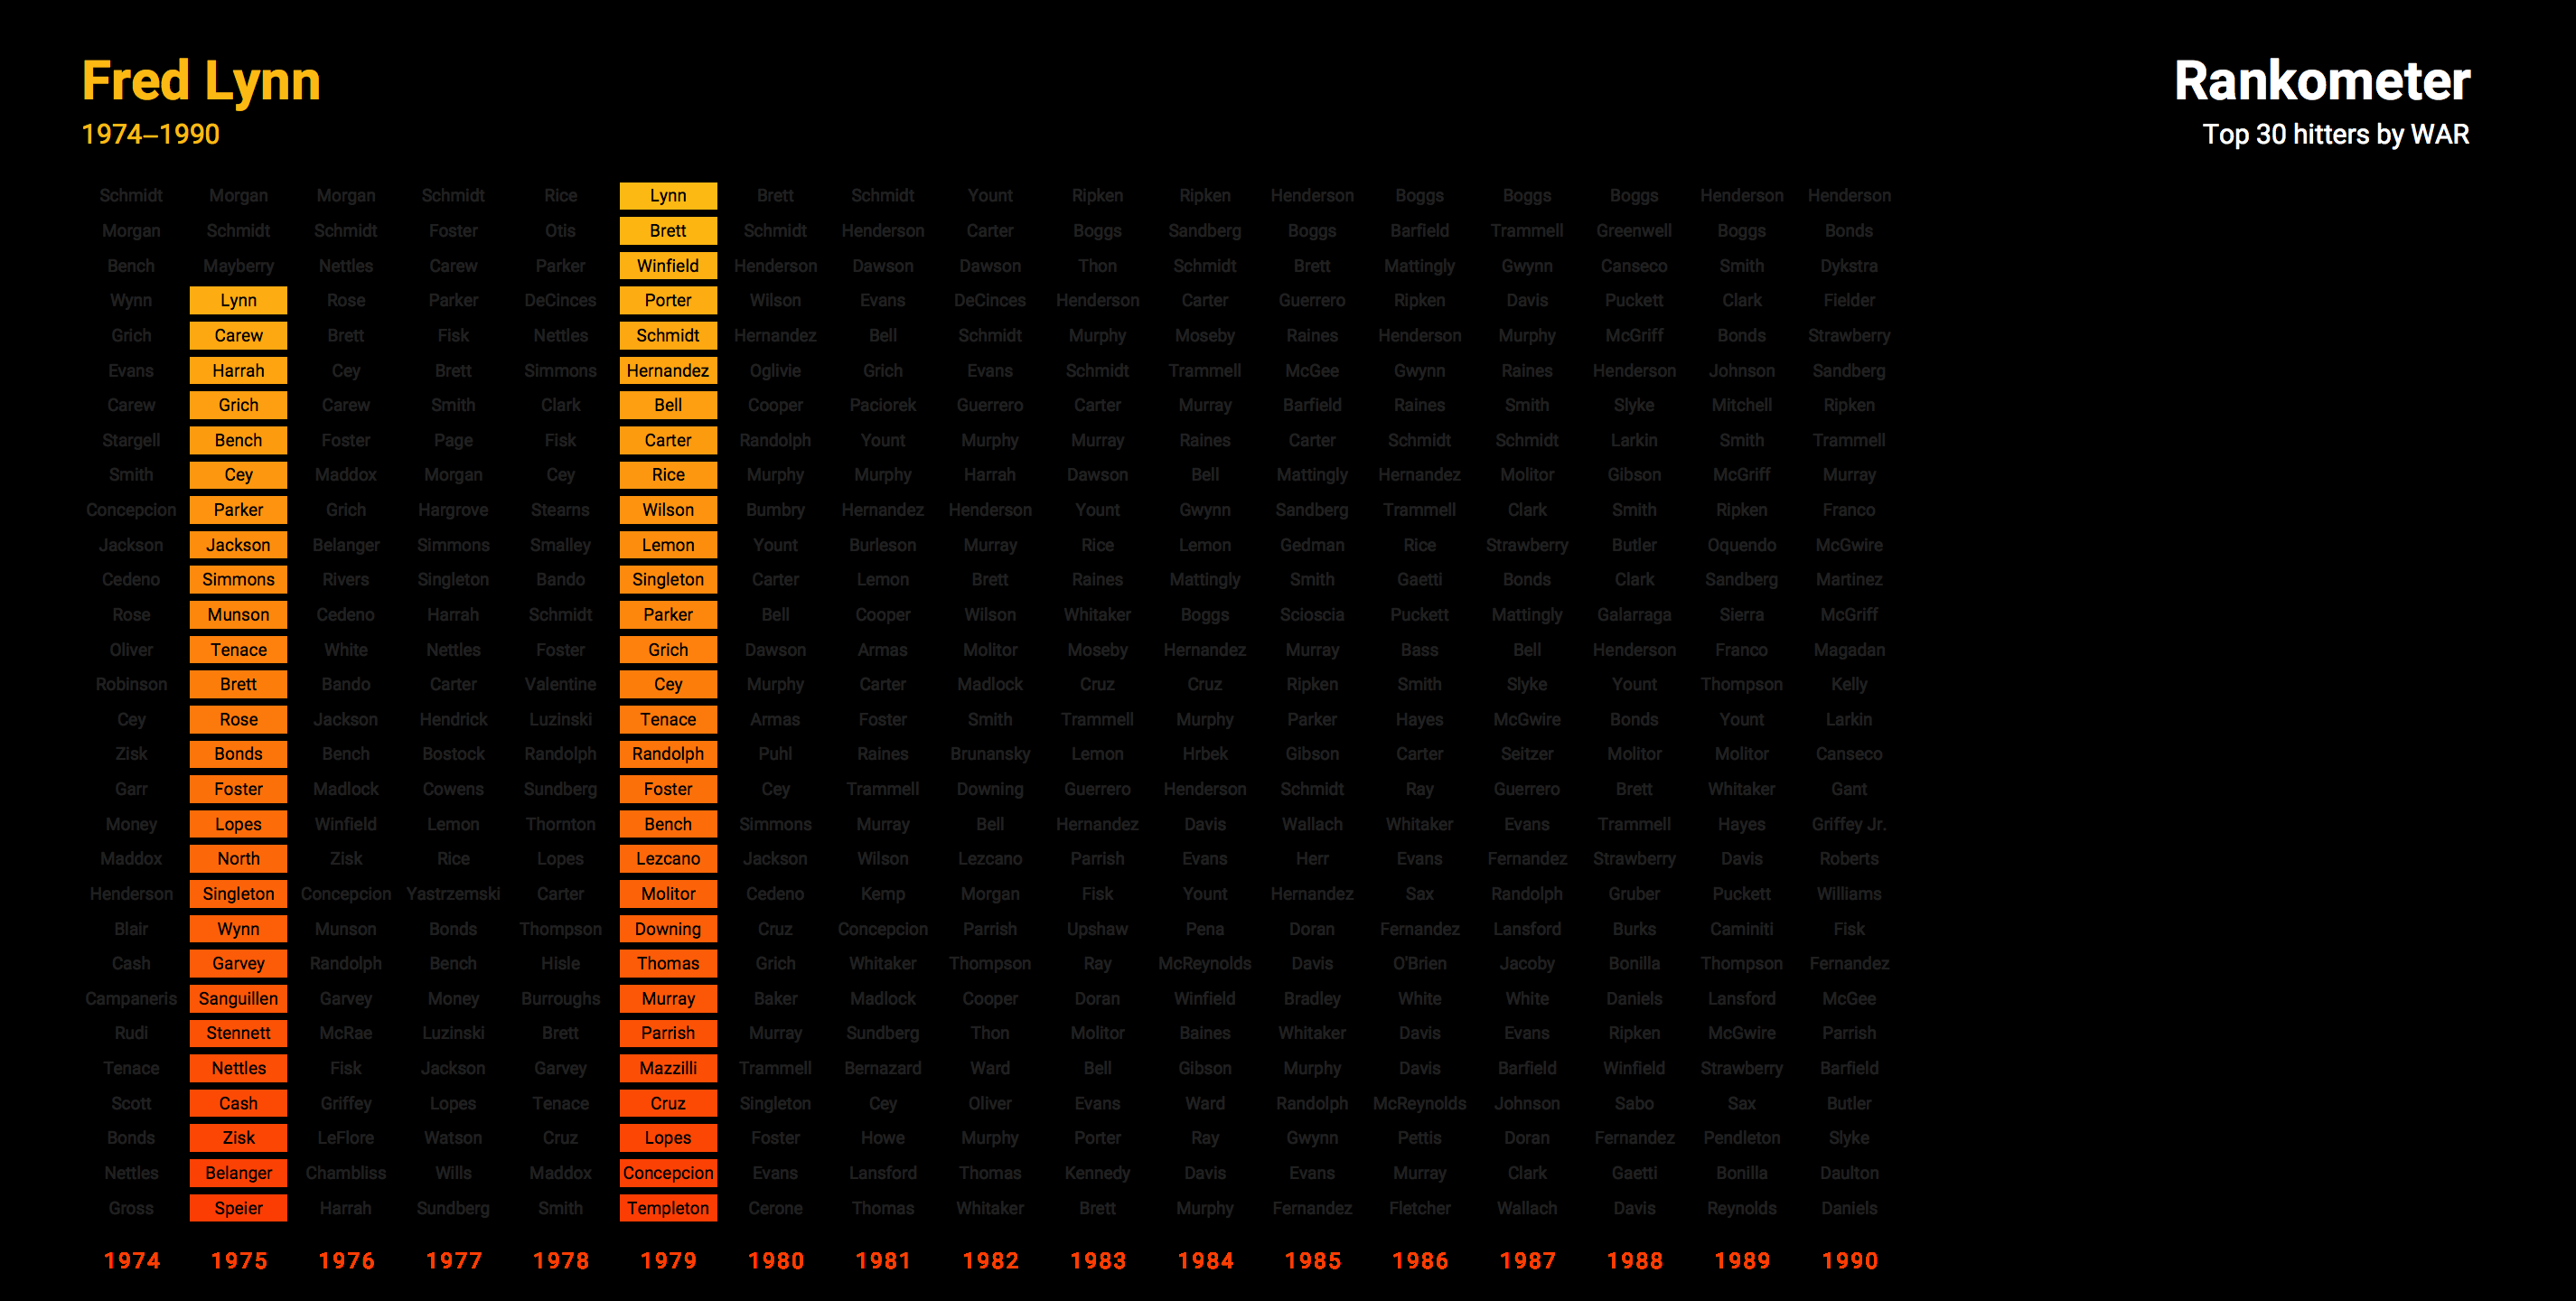 Fred Lynn
1974–1990
Rankometer
Top 30 hitters by WAR
Schmidt Morgan Morgan Schmidt Rice Lynn Brett Schmidt Yount Ripken Ripken Henderson Boggs Boggs Boggs Henderson Henderson
Morgan Schmidt Schmidt Foster Otis Brett Schmidt Henderson Carter Boggs Sandberg Boggs Barfield Trammell Greenwell Boggs Bonds
Bench Mayberry Nettles Carew Parker Winfield Henderson Dawson Dawson Thon Schmidt Brett Mattingly Gwynn Canseco Smith Dykstra
Wynn Lynn Rose Parker DeCinces Porter Wilson Evans DeCinces Henderson Carter Guerrero Ripken Davis Puckett Clark Fielder
Grich Carew Brett Fisk Nettles Schmidt Hernandez Bell Schmidt Murphy Moseby Raines Henderson Murphy McGriff Bonds Strawberry
Evans Harrah Cey Brett Simmons Hernandez Oglivie Grich Evans Schmidt Trammell McGee Gwynn Raines Henderson Johnson Sandberg
Carew Grich Carew Smith Clark Bell Cooper Paciorek Guerrero Carter Murray Barfield Raines Smith Slyke Mitchell Ripken
Stargell Bench Foster Page Fisk Carter Randolph Yount Murphy Murray Raines Carter Schmidt Schmidt Larkin Smith Trammell
Smith Cey Maddox Morgan Cey Rice Murphy Murphy Harrah Dawson Bell Mattingly Hernandez Molitor Gibson McGriff Murray
Concepcion Parker Grich Hargrove Stearns Wilson Bumbry Hernandez Henderson Yount Gwynn Sandberg Trammell Clark Smith Ripken Franco
Jackson Jackson Belanger Simmons Smalley Lemon Yount Burleson Murray Rice Lemon Gedman Rice Strawberry Butler Oquendo McGwire
Cedeno Simmons Rivers Singleton Bando Singleton Carter Lemon Brett Raines Mattingly Smith Gaetti Bonds Clark Sandberg Martinez
Rose Munson Cedeno Harrah Schmidt Parker Bell Cooper Wilson Whitaker Boggs Scioscia Puckett Mattingly Galarraga Sierra McGriff
Oliver Tenace White Nettles Foster Grich Dawson Armas Molitor Moseby Hernandez Murray Bass Bell Henderson Franco Magadan
Robinson Brett Bando Carter Valentine Cey Murphy Carter Madlock Cruz Cruz Ripken Smith Slyke Yount Thompson Kelly
Cey Rose Jackson Hendrick Luzinski Tenace Armas Foster Smith Trammell Murphy Parker Hayes McGwire Bonds Yount Larkin
Zisk Bonds Bench Bostock Randolph Randolph Puhl Raines Brunansky Lemon Hrbek Gibson Carter Seitzer Molitor Molitor Canseco
Garr Foster Madlock Cowens Sundberg Foster Cey Trammell Downing Guerrero Henderson Schmidt Ray Guerrero Brett Whitaker Gant
Money Lopes Winfield Lemon Thornton Bench Simmons Murray Bell Hernandez Davis Wallach Whitaker Evans Trammell Hayes Griffey Jr.
Maddox North Zisk Rice Lopes Lezcano Jackson Wilson Lezcano Parrish Evans Herr Evans Fernandez Strawberry Davis Roberts
Henderson Singleton Concepcion Yastrzemski Carter Molitor Cedeno Kemp Morgan Fisk Yount Hernandez Sax Randolph Gruber Puckett Williams
Blair Wynn Munson Bonds Thompson Downing Cruz Concepcion Parrish Upshaw Pena Doran Fernandez Lansford Burks Caminiti Fisk
Cash Garvey Randolph Bench Hisle Thomas Grich Whitaker Thompson Ray McReynolds Davis O'Brien Jacoby Bonilla Thompson Fernandez
Campaneris Sanguillen Garvey Money Burroughs Murray Baker Madlock Cooper Doran Winfield Bradley White White Daniels Lansford McGee
Rudi Stennett McRae Luzinski Brett Parrish Murray Sundberg Thon Molitor Baines Whitaker Davis Evans Ripken McGwire Parrish
Tenace Nettles Fisk Jackson Garvey Mazzilli Trammell Bernazard Ward Bell Gibson Murphy Davis Barfield Winfield Strawberry Barfield
Scott Cash Griffey Lopes Tenace Cruz Singleton Cey Oliver Evans Ward Randolph McReynolds Johnson Sabo Sax Butler
Bonds Zisk LeFlore Watson Cruz Lopes Foster Howe Murphy Porter Ray Gwynn Pettis Doran Fernandez Pendleton Slyke
Nettles Belanger Chambliss Wills Maddox Concepcion Evans Lansford Thomas Kennedy Davis Evans Murray Clark Gaetti Bonilla Daulton
Gross Speier Harrah Sundberg Smith Templeton Cerone Thomas Whitaker Brett Murphy Fernandez Fletcher Wallach Davis Reynolds Daniels
1974 1975 1976 1977 1978 1979 1980 1981 1982 1983 1984 1985 1986 1987 1988 1989 1990